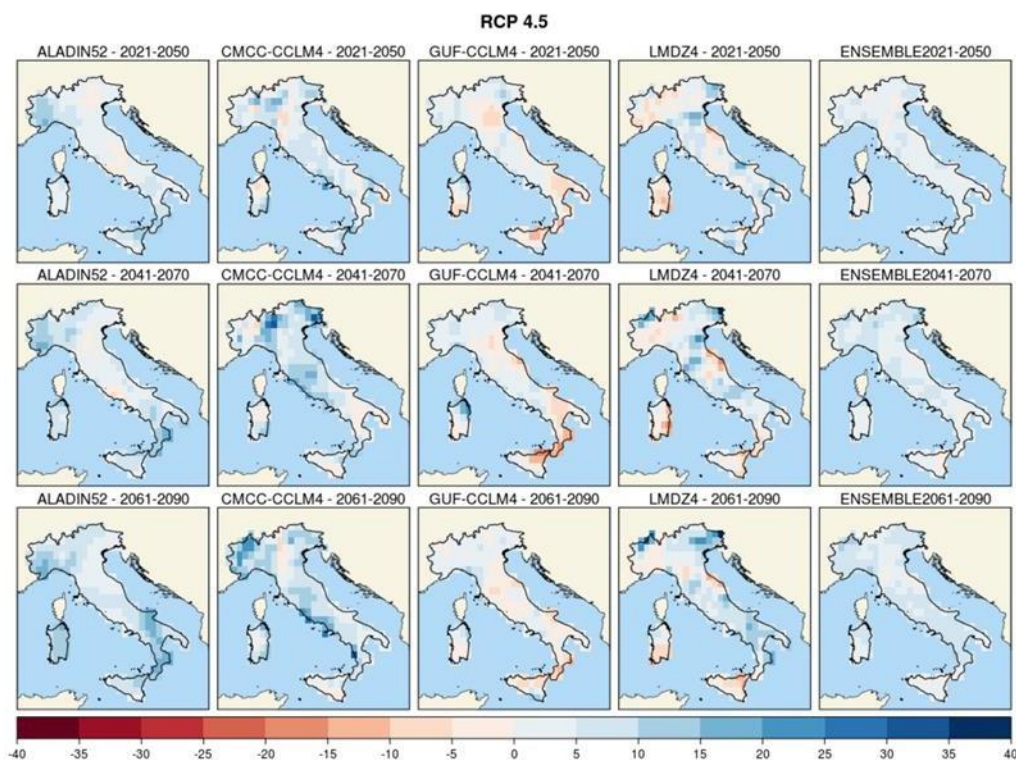 RCP 4.5
ALADIN52 - 2021-2050 CMCC-CCLM4 - 2021-2050 GUF-CCLM4 - 2021-2050 LMDZ4 - 2021-2050 ENSEMBLE2021-2050
ALADIN52 - 2041-2070 CMCC-CCLM4 - 2041-2070 GUF-CCLM4 - 2041-2070 LMDZ4 - 2041-2070 ENSEMBLE2041-2070
ALADIN52 - 2061-2090 CMCC-CCLM4 - 2061-2090 GUF-CCLM4 - 2061-2090 LMDZ4 - 2061-2090 ENSEMBLE2061-2090
-40 -35 -30 -25 -20 -15 -10 -5 0 5 10 15 20 25 30 35 40